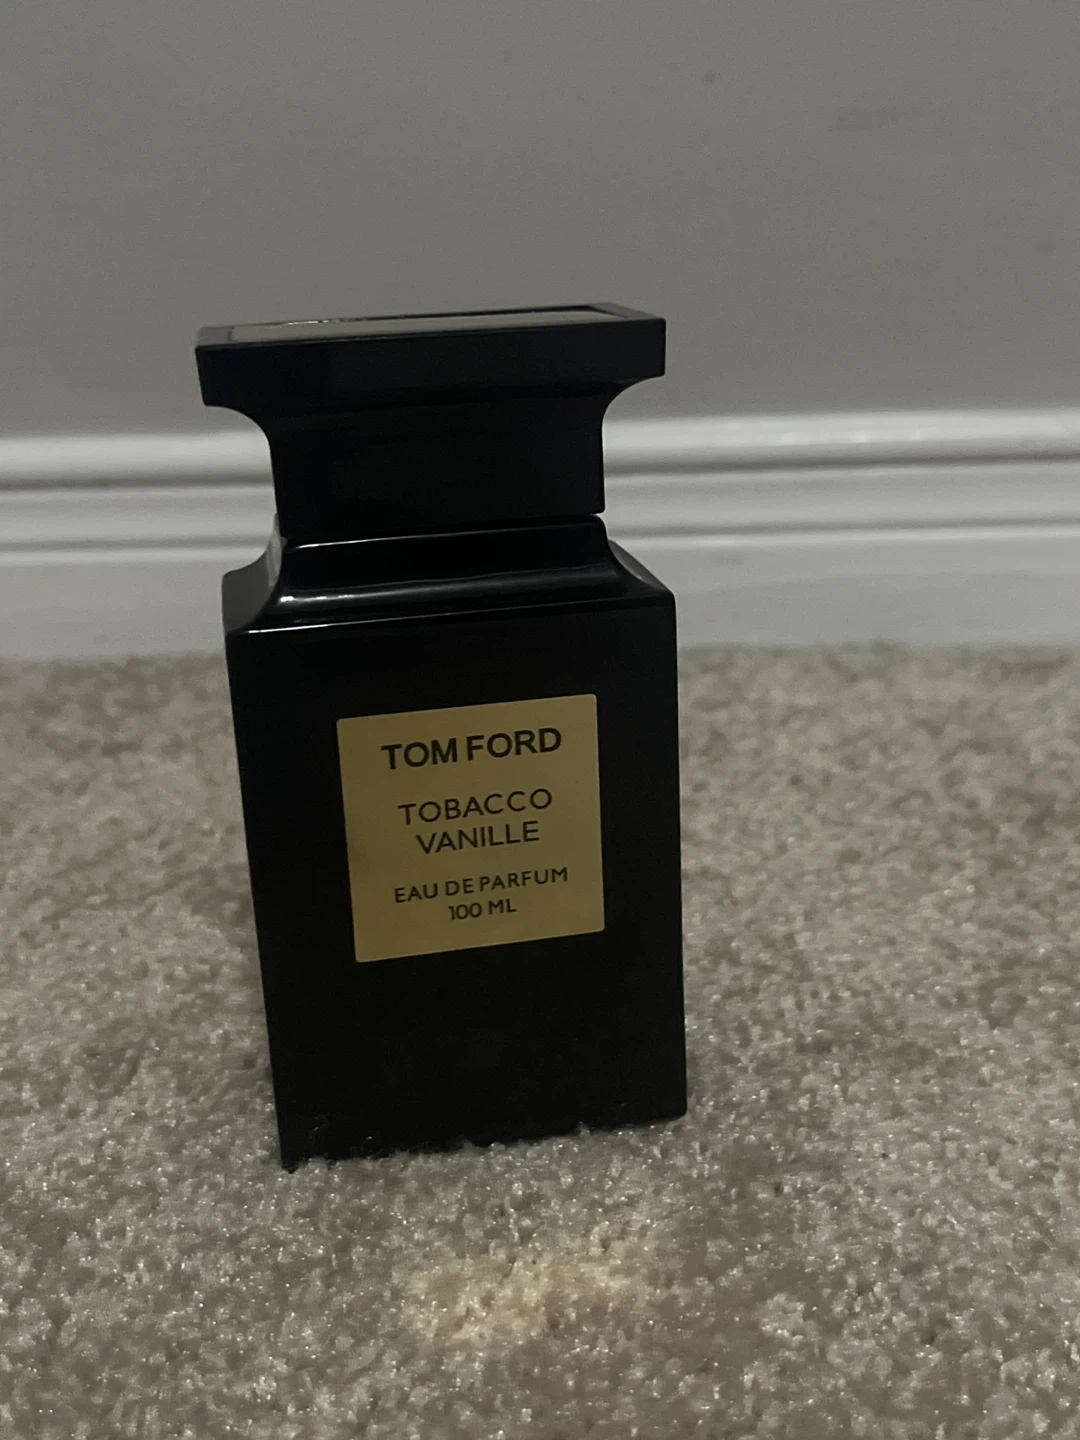 TOM FORD
TOBACCO
VANILLE
EAU DE PARFUM
100 ML